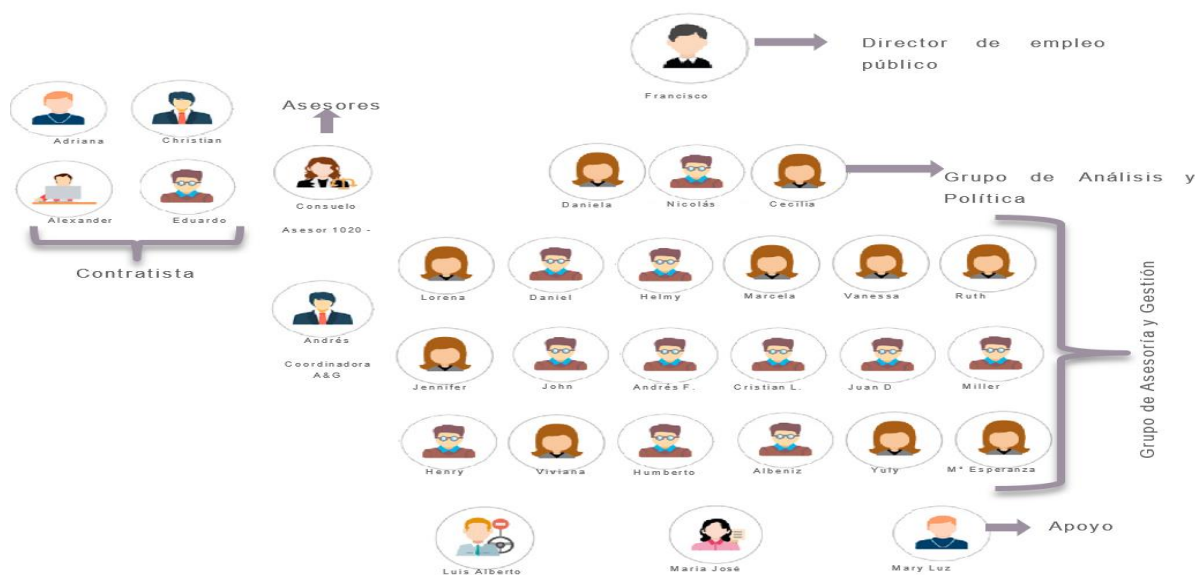 Director de empleo
público
Francisco
Asesores
Adriana
Christian
Consuelo
Asesor 1020 -
Alexander
Eduardo
Contratista
Daniela
Nicolás
Cecilia
Grupo de Análisis y
Política
Lorena
Daniel
Helmy
Marcela
Vanessa
Ruth
Andrés
Coordinadora
A&G
Jennifer
John
Andrés F.
Cristian L.
Juan D
Miller
Henry
Viviana
Humberto
Albeniz
Yuly
Mª Esperanza
Grupo de Asesoría y Gestión
Luis Alberto
Maria José
Mary Luz
Apoyo